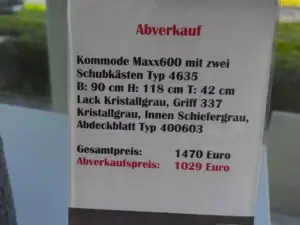 Abverkauf
Kommode Maxx600 mit zwei
Schubkästen Typ 4635
B: 90 cm H: 118 cm T: 42 cm
Lack Kristallgrau, Griff 337
Kristallgrau, Innen Schiefergrau,
Abdeckblatt Typ 400603
Gesamtpreis: 1470 Euro
Abverkaufspreis: 1029 Euro